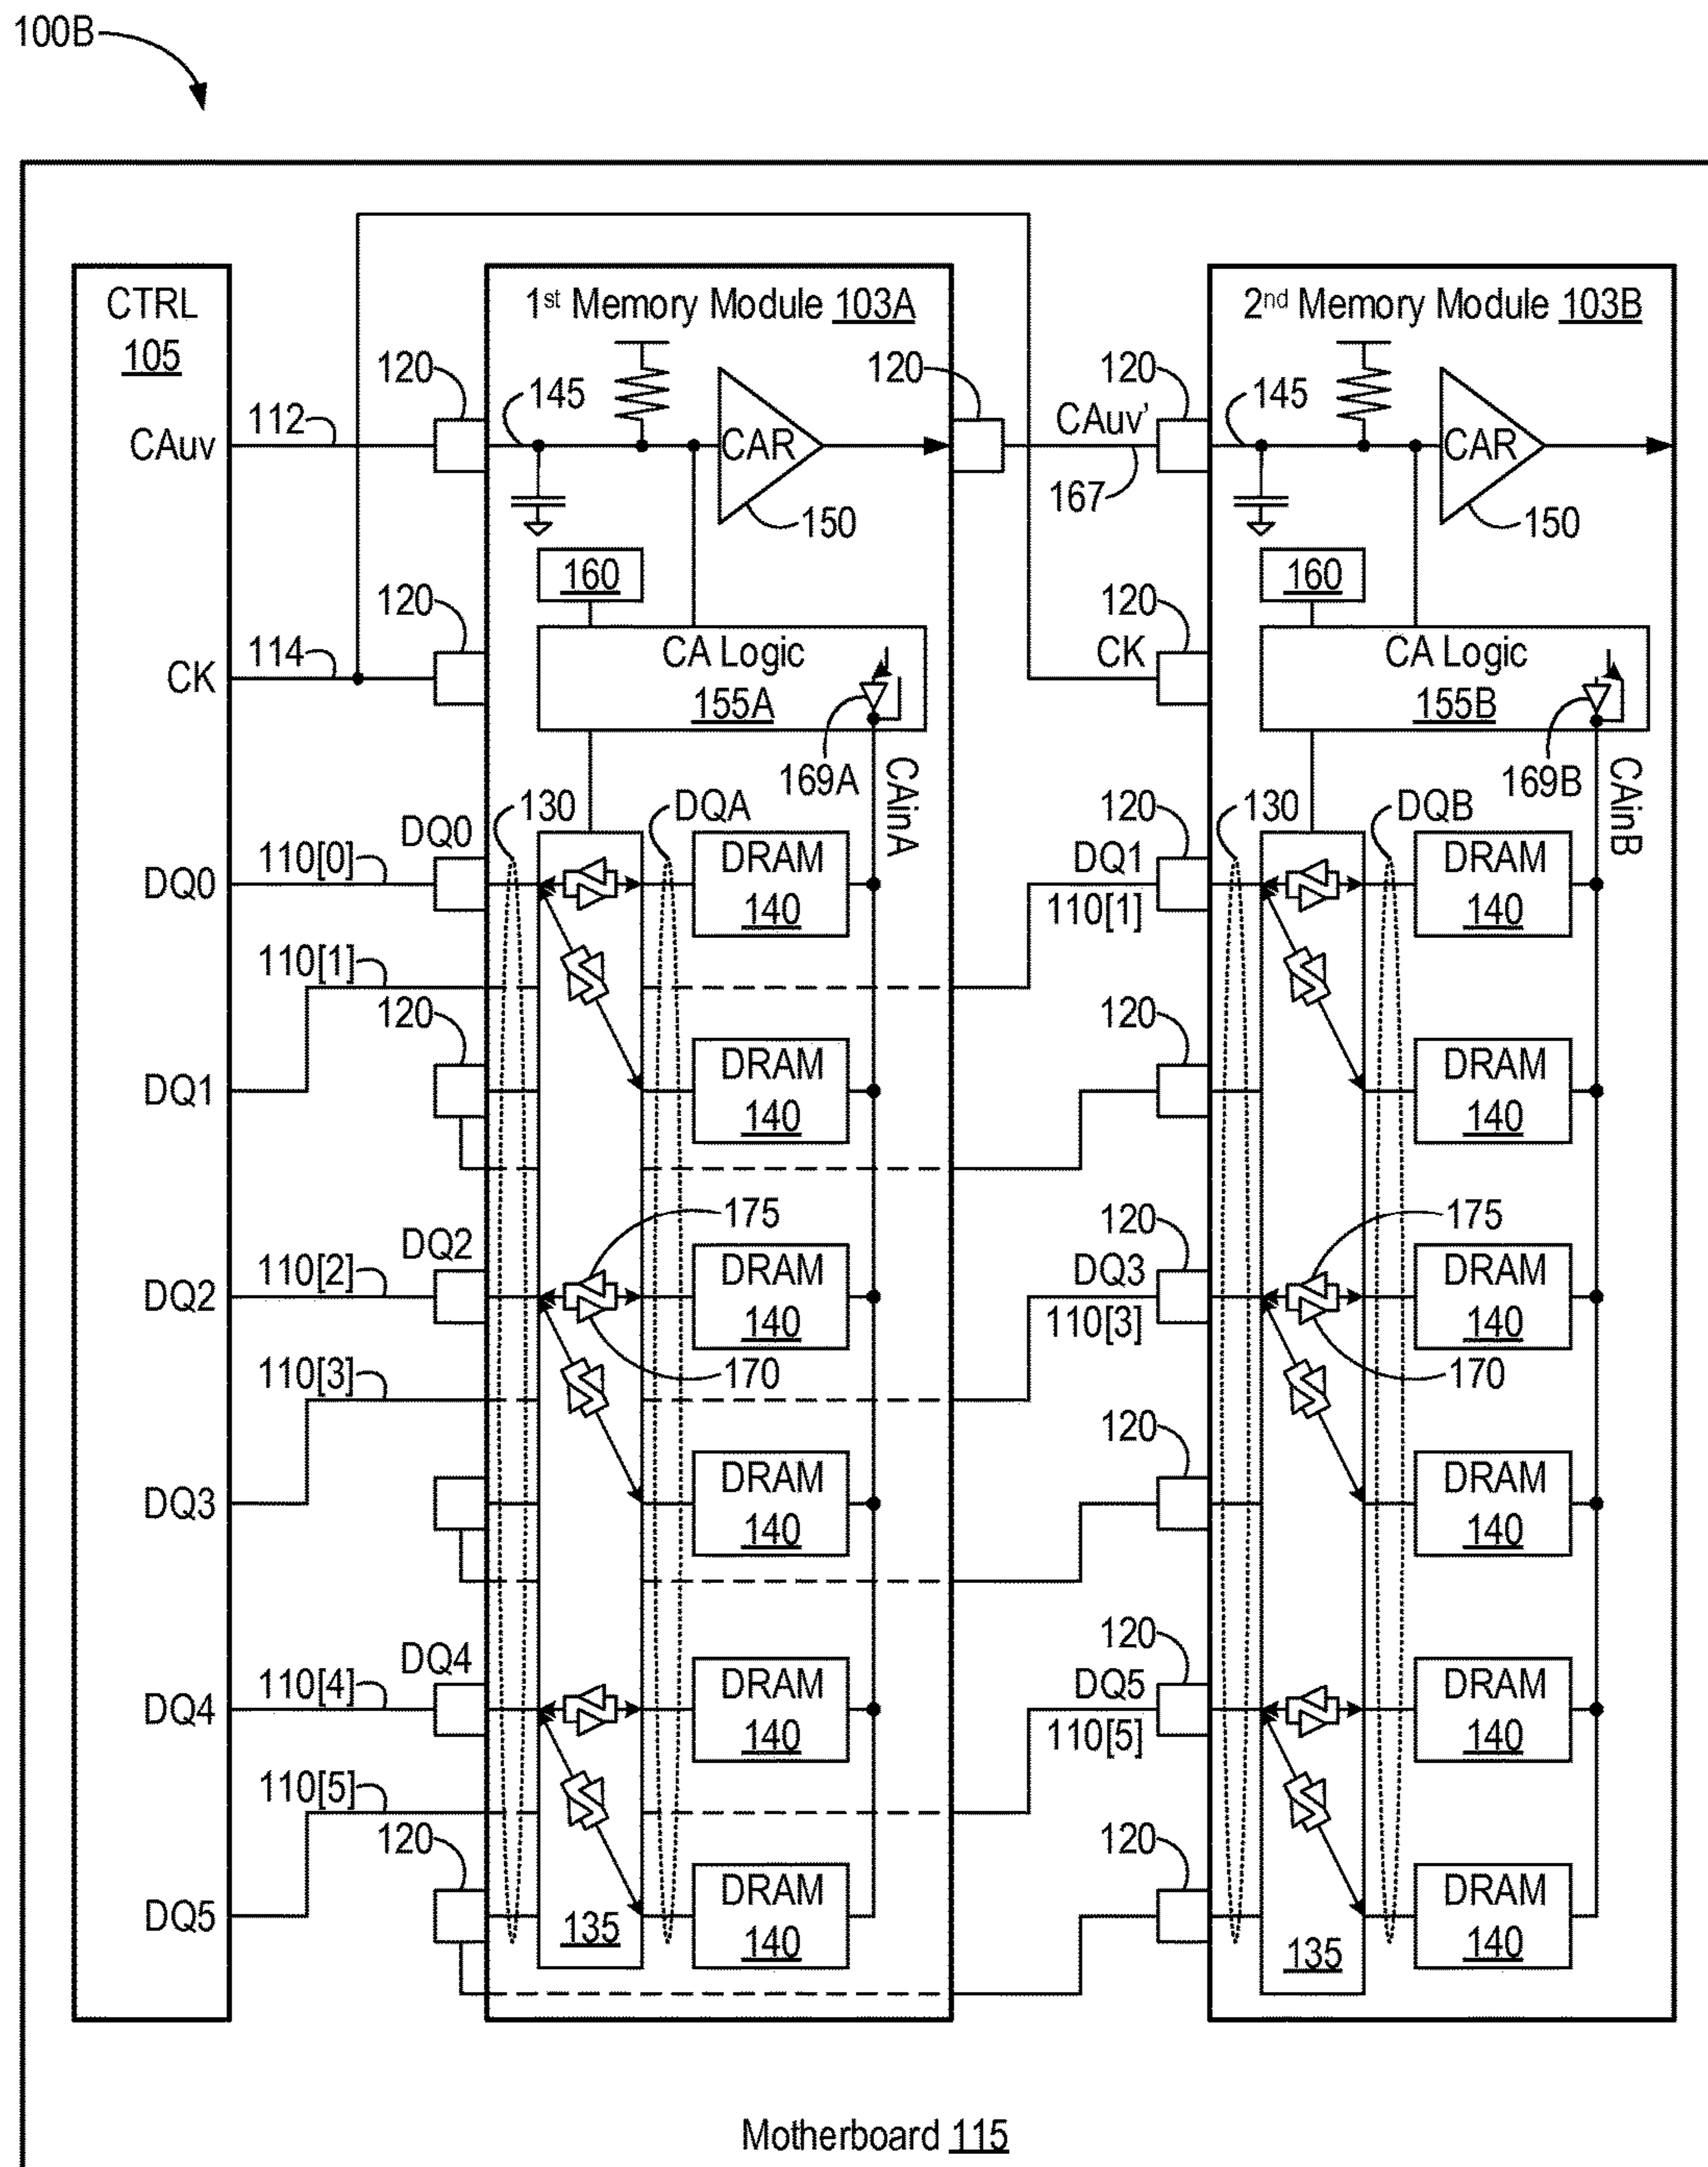 100B
CTRL
105
1st Memory Module 103A
2nd Memory Module 103B
120
145
120
120
145
CAuv
112
CAR
CAuv'
CAR
167
150
150
160
160
120
120
CK
114
CA Logic
155A
CK
CA Logic
155B
169A
CAinA
169B
CAinB
130
DQA
120
130
DQB
DQ0
110[0]
DQ0
DRAM
140
DQ1
110[1]
DRAM
140
110[1]
120
120
DQ1
DRAM
140
DRAM
140
175
120
175
DQ2
110[2]
DQ2
DRAM
140
DQ3
110[3]
DRAM
140
110[3]
170
170
120
DQ3
DRAM
140
DRAM
140
120
DQ4
110[4]
DQ4
DRAM
140
DQ5
110[5]
DRAM
140
110[5]
120
120
DQ5
135
DRAM
140
135
DRAM
140
Motherboard 115